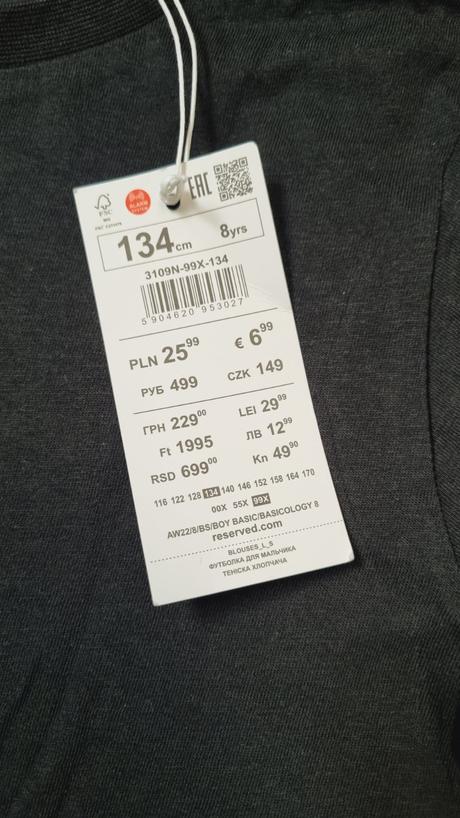 FSC
ALARM
SYSTEM
EAC
134cm 8yrs
3109N-99X-134
5 904620 953027
PLN 25⁹⁹ € 6⁹⁹
РУБ 499 CZK 149
ГРН 229⁰⁰ LEI 29⁹⁹
Ft 1995 ЛВ 12⁹⁹
RSD 699⁰⁰ Kn 49⁹⁰
116 122 128 134 140 146 152 158 164 170
00X 55X 99X
AW22/8/BS/BOY BASIC/BASICOLOGY 8
reserved.com
BLOUSES_L_S
ФУТБОЛКА ДЛЯ МАЛЬЧИКА
ТЕНІСКА ХЛОПЧАЧА